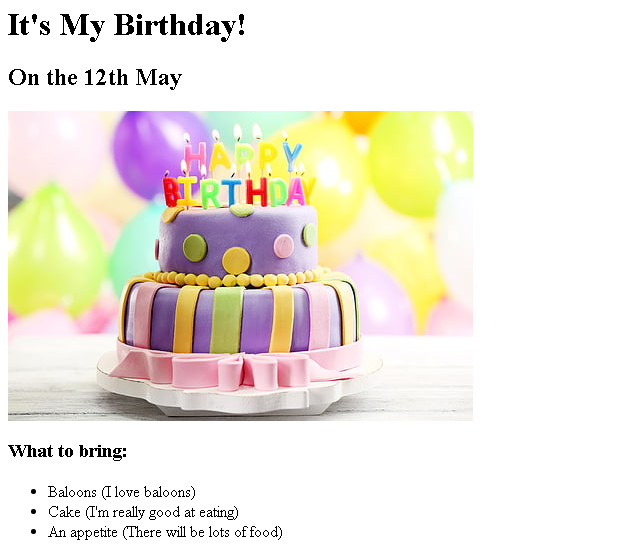 It's My Birthday!
On the 12th May
HAPPY
BIRTHDAY
What to bring:
Baloons (I love baloons)
Cake (I'm really good at eating)
An appetite (There will be lots of food)